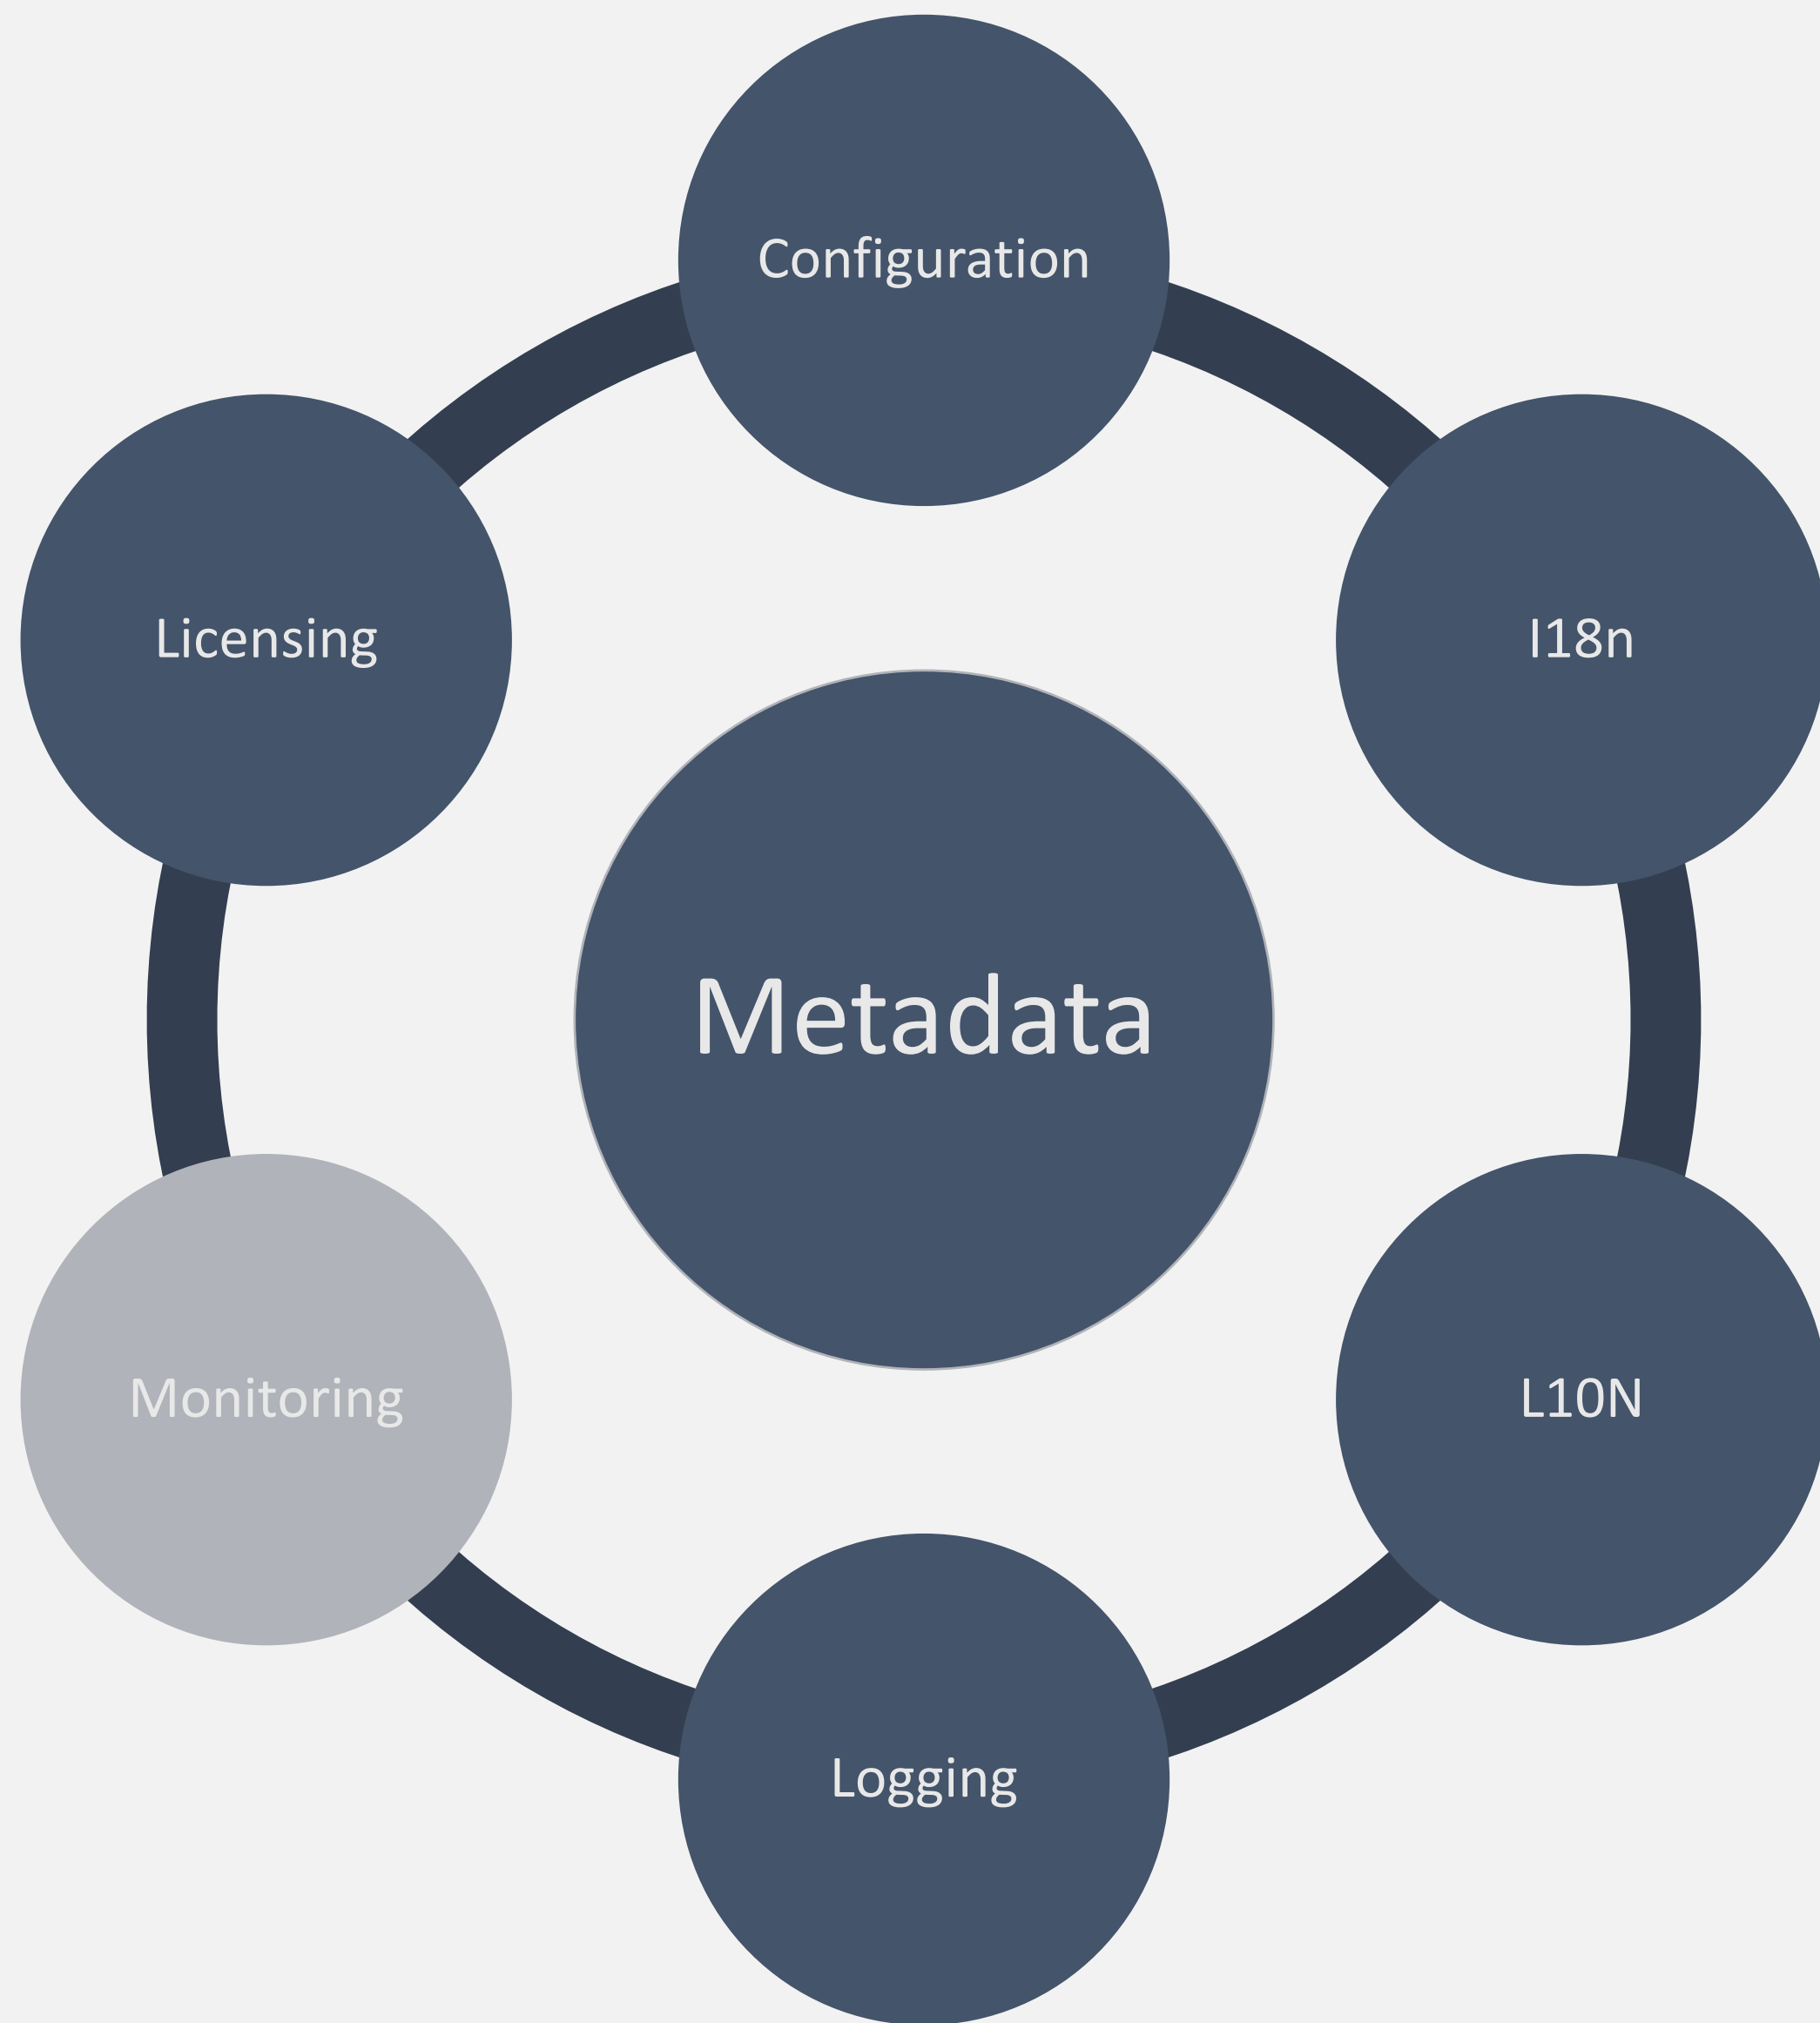 Configuration
Licensing
I18n
Metadata
Monitoring
L10N
Logging